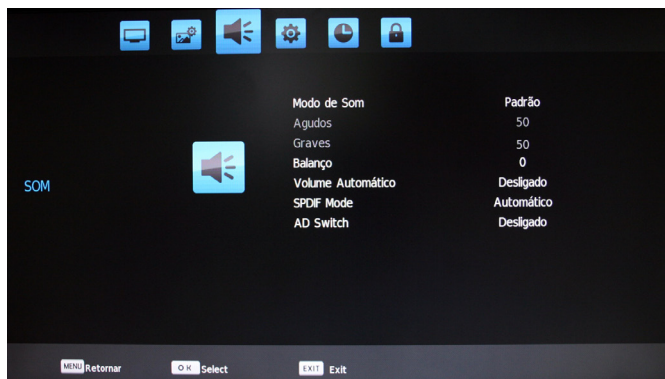 Modo de Som Padrão
Agudos 50
Graves 50
Balanço 0
SOM
Volume Automático Desligado
SPDIF Mode Automático
AD Switch Desligado
MENU Retornar OK Select EXIT Exit